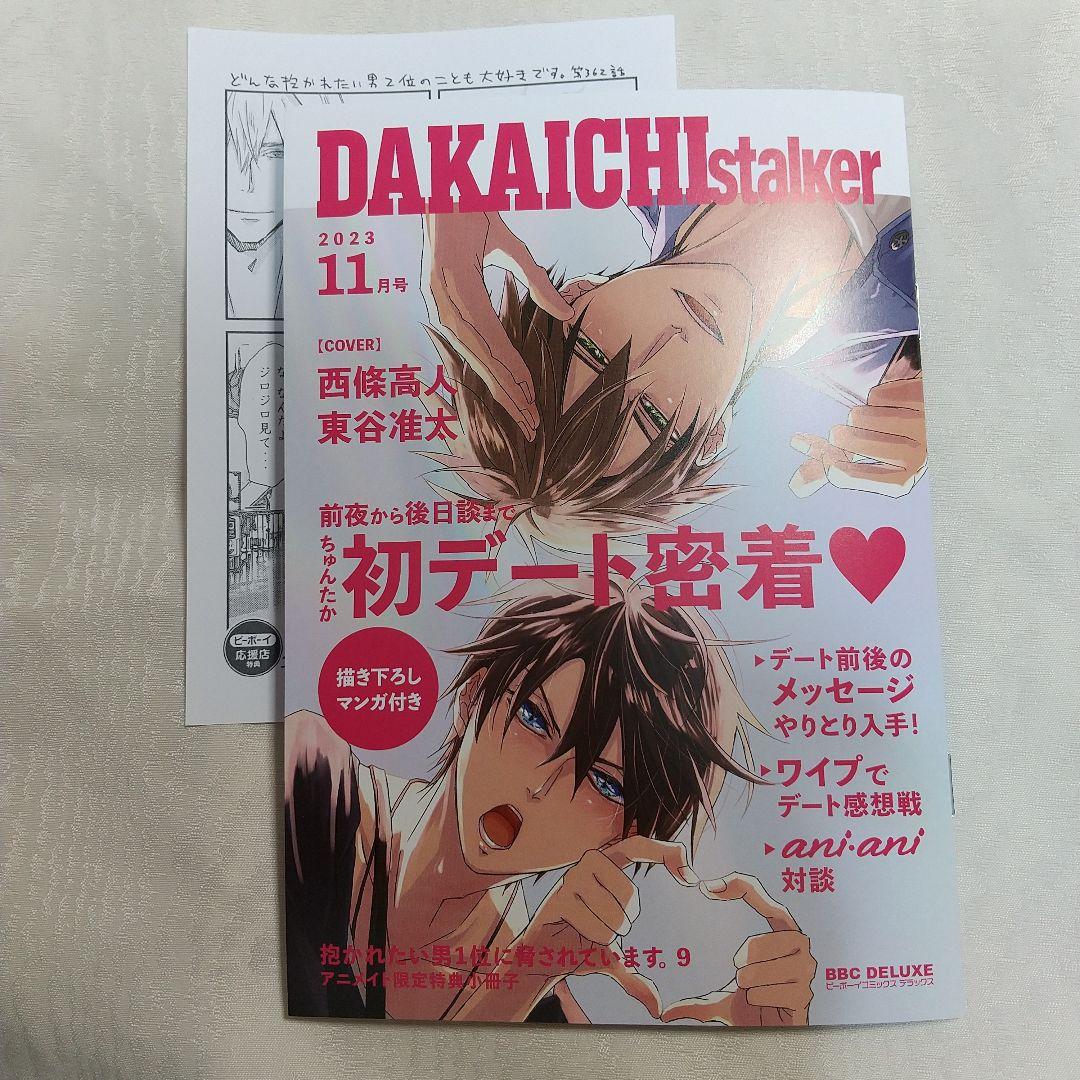 どんな抱かれたい男2位のことも大好きです。第362話
ジロジロ見て・・・
ビーボーイ
応援店
特典
DAKAICHI stalker
2023
11月号
【COVER】
西條高人
東谷准太
前夜から後日談まで
ちゅんたか
初デート密着♥
描き下ろし
マンガ付き
▶デート前後の
メッセージ
やりとり入手!
▶ワイプで
デート感想戦
▶ani・ani
対談
抱かれたい男1位に脅されています。9
アニメイト限定特典小冊子
BBC DELUXE
ビーボーイコミックス デラックス